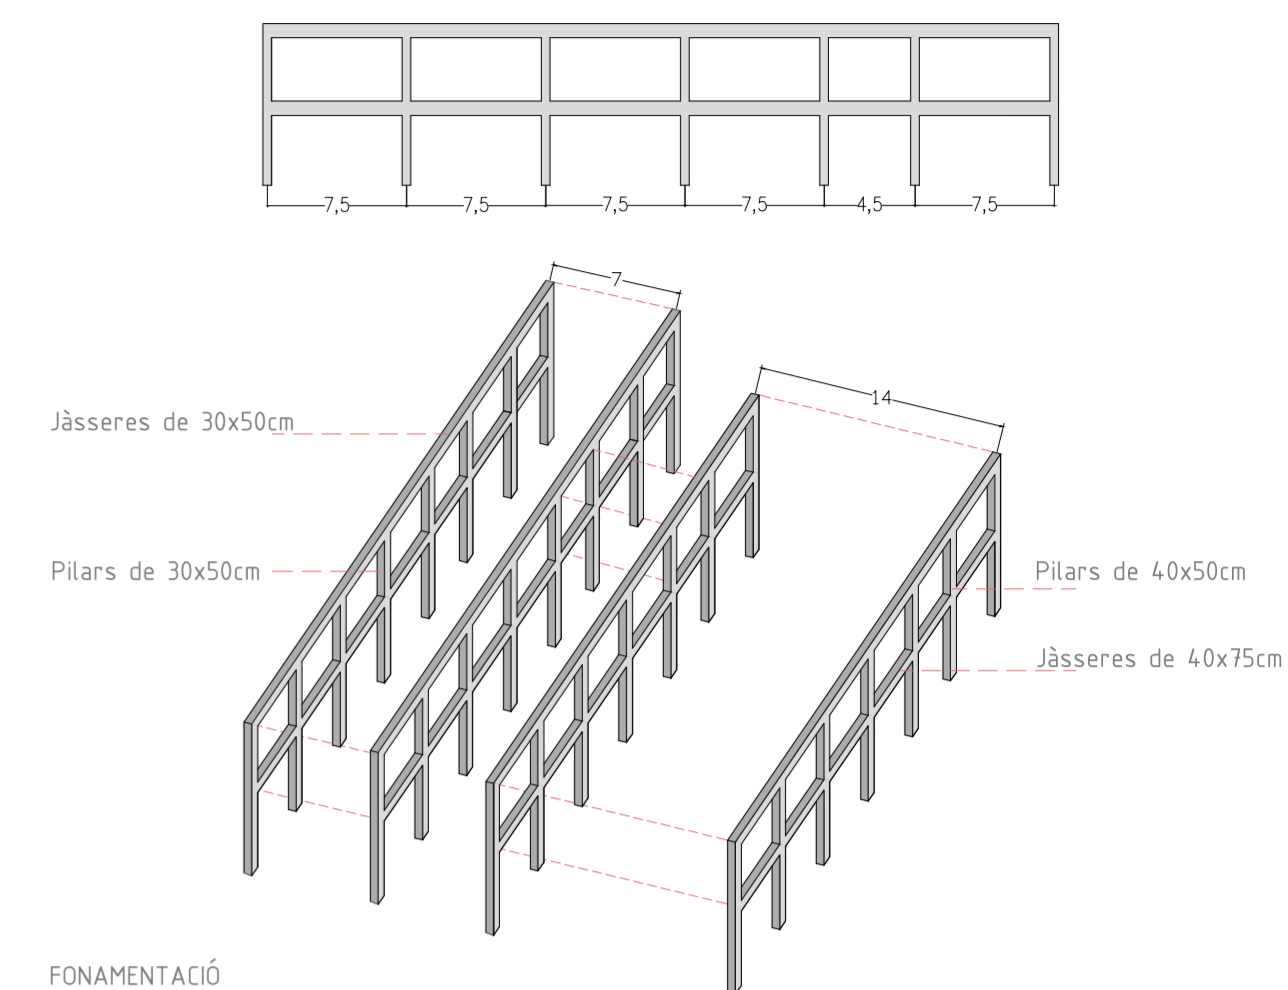 7,5
7,5
7,5
7,5
4,5
7,5
7
14
Jàsseres de 30x50cm
Pilars de 30x50cm
Pilars de 40x50cm
Jàsseres de 40x75cm
FONAMENTACIÓ